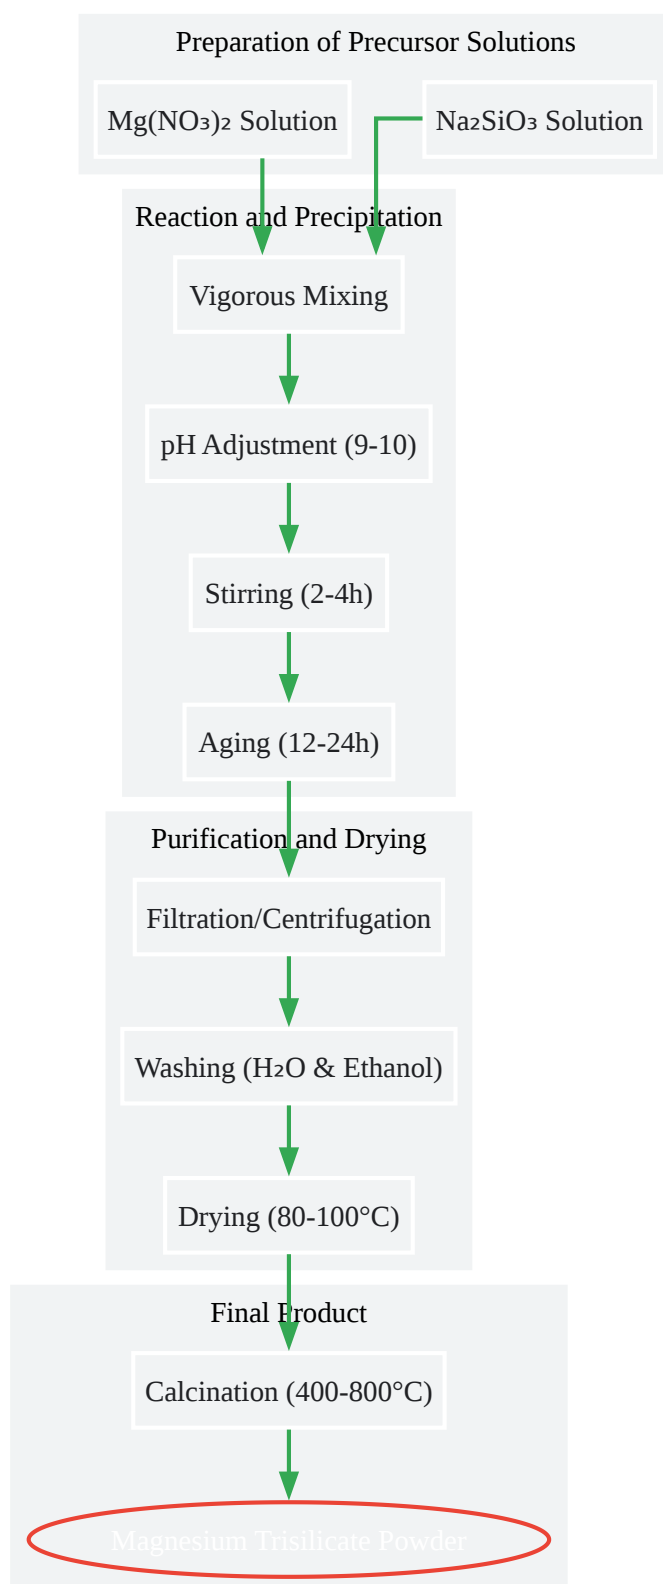 Preparation of Precursor Solutions
Mg(NO₃)₂ Solution
Na₂SiO₃ Solution
Reaction and Precipitation
Vigorous Mixing
pH Adjustment (9-10)
Stirring (2-4h)
Aging (12-24h)
Purification and Drying
Filtration/Centrifugation
Washing (H₂O & Ethanol)
Drying (80-100°C)
Final Product
Calcination (400-800°C)
Magnesium Trisilicate Powder